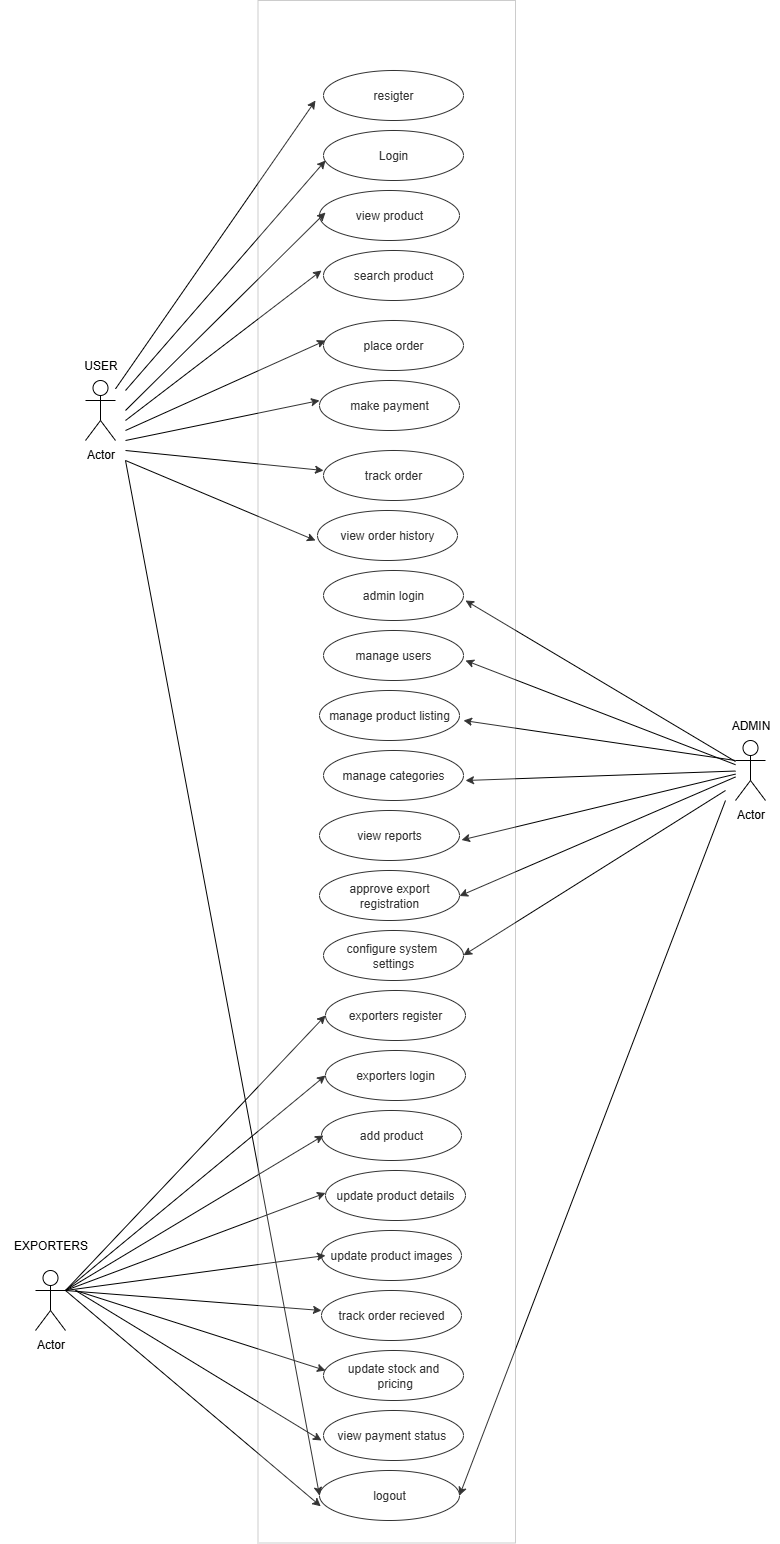 resigter
Login
view product
search product
place order
USER
make payment
Actor
track order
view order history
admin login
manage users
manage product listing
ADMIN
manage categories
Actor
view reports
approve export
registration
configure system
settings
exporters register
exporters login
add product
update product details
EXPORTERS
update product images
track order recieved
Actor
update stock and
pricing
view payment status
logout